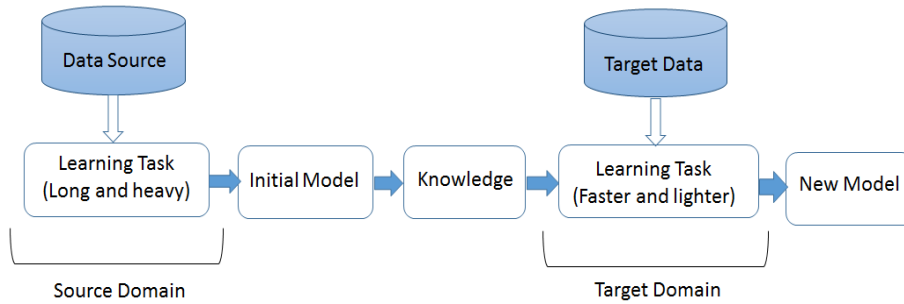 Data Source
Target Data
Learning Task
(Long and heavy)
Initial Model
Knowledge
Learning Task
(Faster and lighter)
New Model
Source Domain
Target Domain